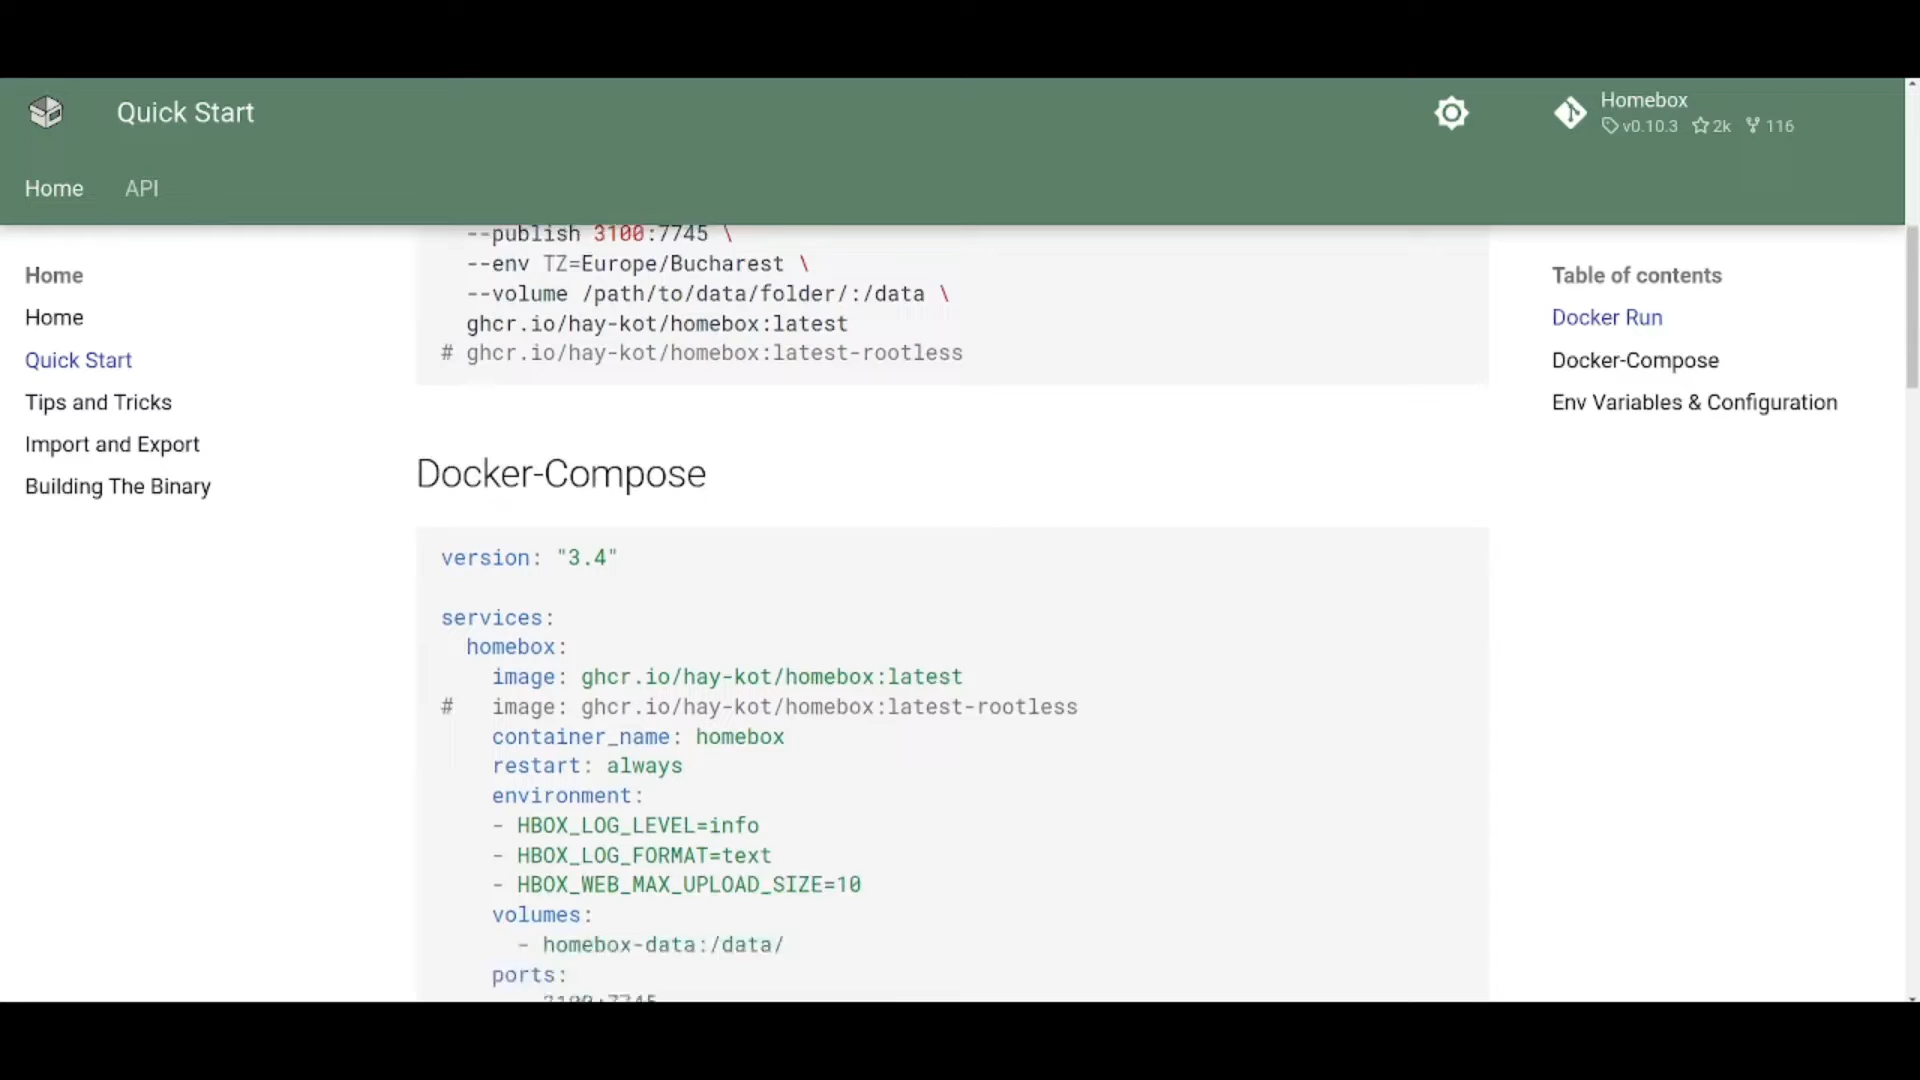 Quick Start
Homebox
v0.10.3 2k 116
Home API
Home
Home
Quick Start
Tips and Tricks
Import and Export
Building The Binary
--publish 3100:7745 \
--env TZ=Europe/Bucharest \
--volume /path/to/data/folder/:/data \
ghcr.io/hay-kot/homebox:latest
# ghcr.io/hay-kot/homebox:latest-rootless
Docker-Compose
version: "3.4"
services:
homebox:
image: ghcr.io/hay-kot/homebox:latest
# image: ghcr.io/hay-kot/homebox:latest-rootless
container_name: homebox
restart: always
environment:
- HBOX_LOG_LEVEL=info
- HBOX_LOG_FORMAT=text
- HBOX_WEB_MAX_UPLOAD_SIZE=10
volumes:
- homebox-data:/data/
ports:
3100:7745
Table of contents
Docker Run
Docker-Compose
Env Variables & Configuration